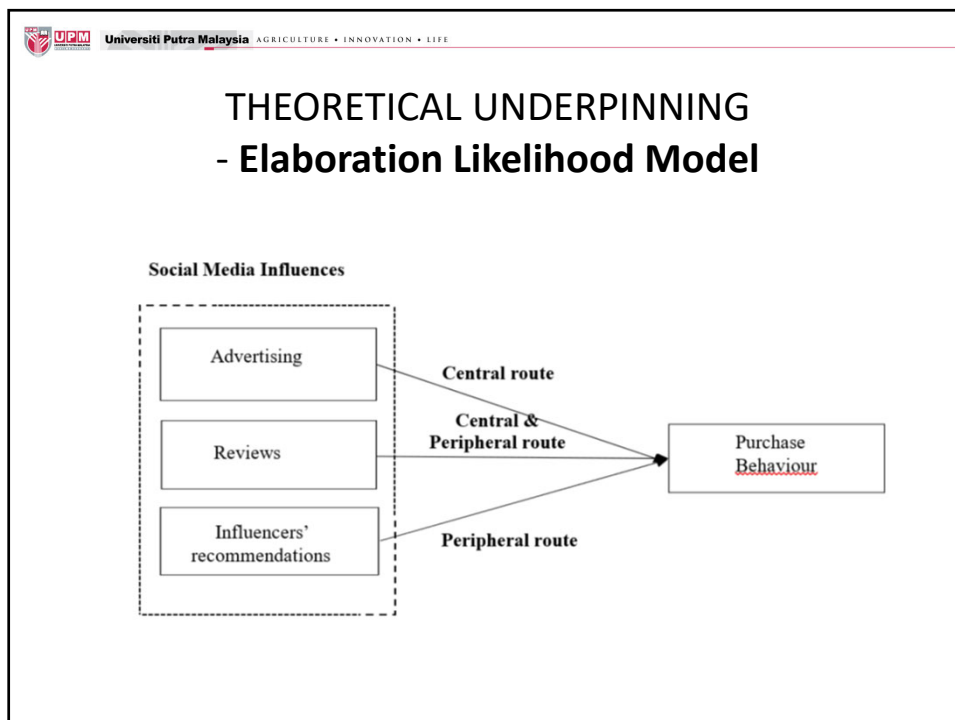 UPM
Universiti Putra Malaysia AGRICULTURE • INNOVATION • LIFE
THEORETICAL UNDERPINNING
- Elaboration Likelihood Model
Social Media Influences
Advertising
Central route
Reviews
Central &
Peripheral route
Purchase
Behaviour
Influencers'
recommendations
Peripheral route